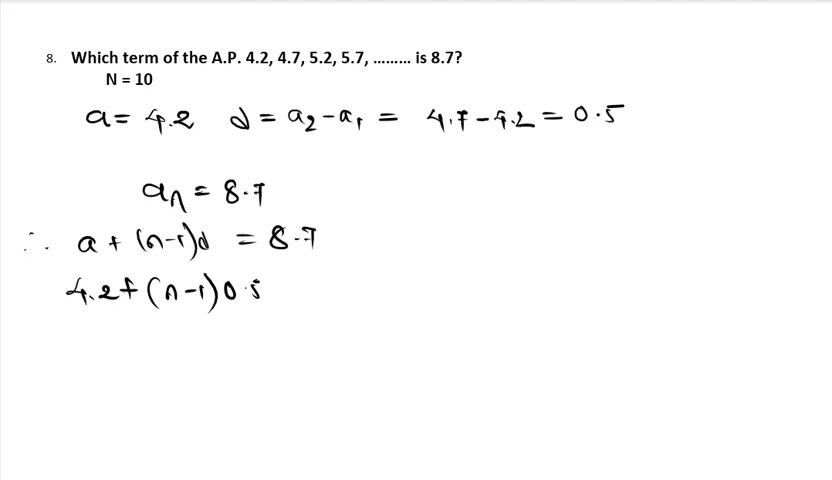 8. Which term of the A.P. 4.2, 4.7, 5.2, 5.7, ......... is 8.7?
N = 10
a = 4.2 d = a₂ - a₁ = 4.7 - 4.2 = 0.5
aₙ = 8.7
∴ a + (n-1)d = 8.7
4.2 + (n-1) 0.5